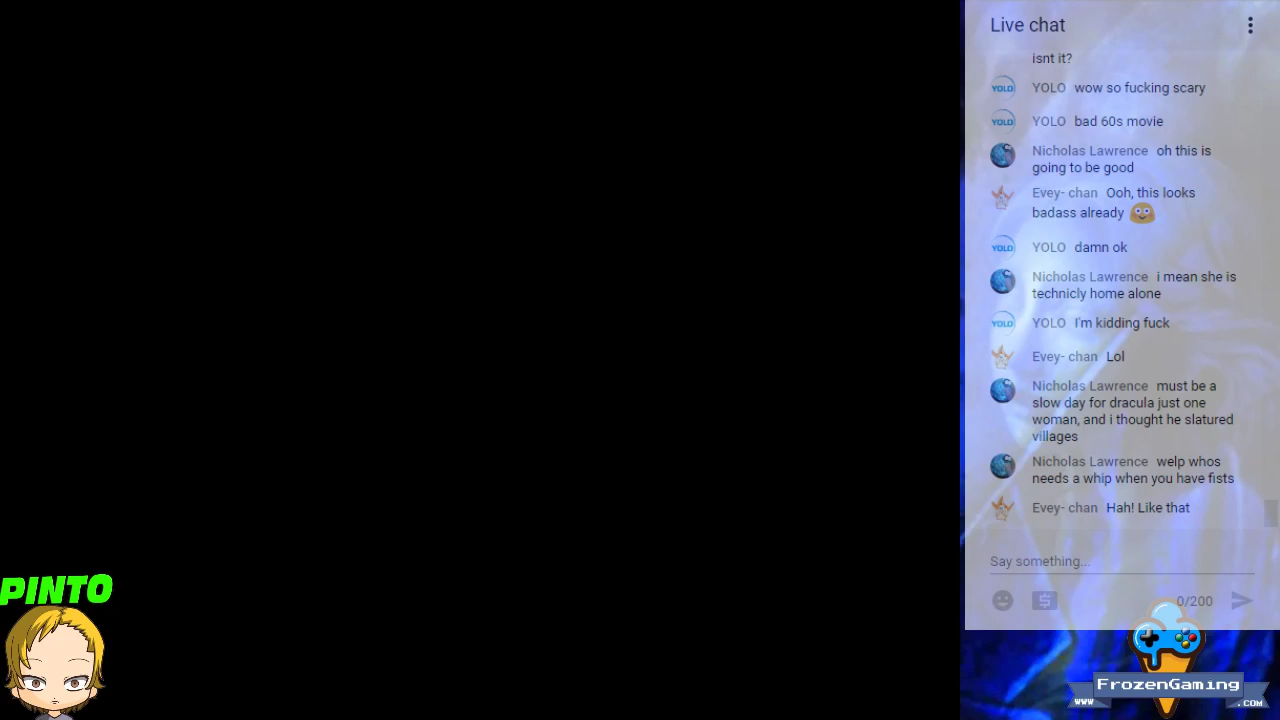 Live chat
isnt it?
YOLO wow so fucking scary
YOLO bad 60s movie
Nicholas Lawrence oh this is
going to be good
Evey- chan Ooh, this looks
badass already
YOLO damn ok
Nicholas Lawrence i mean she is
technicly home alone
YOLO I'm kidding fuck
Evey- chan Lol
Nicholas Lawrence must be a
slow day for dracula just one
woman, and i thought he slatured
villages
Nicholas Lawrence welp whos
needs a whip when you have fists
Evey- chan Hah! Like that
Say something...
0/200
PINTO
FrozenGaming
WWW .COM